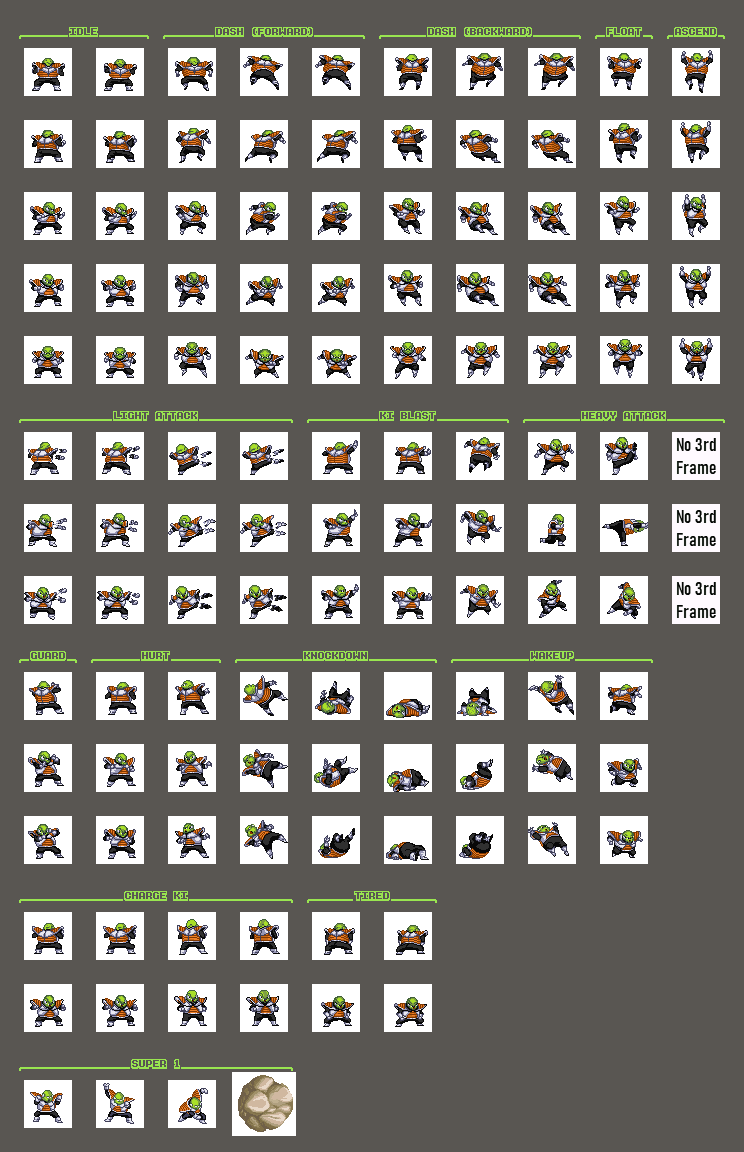 IDLE DASH (FORWARD) DASH (BACKWARD) FLOAT ASCEND
LIGHT ATTACK KI BLAST HEAVY ATTACK
No 3rd
Frame
No 3rd
Frame
No 3rd
Frame
GUARD HURT KNOCKDOWN WAKEUP
CHARGE KI TIRED
SUPER 1